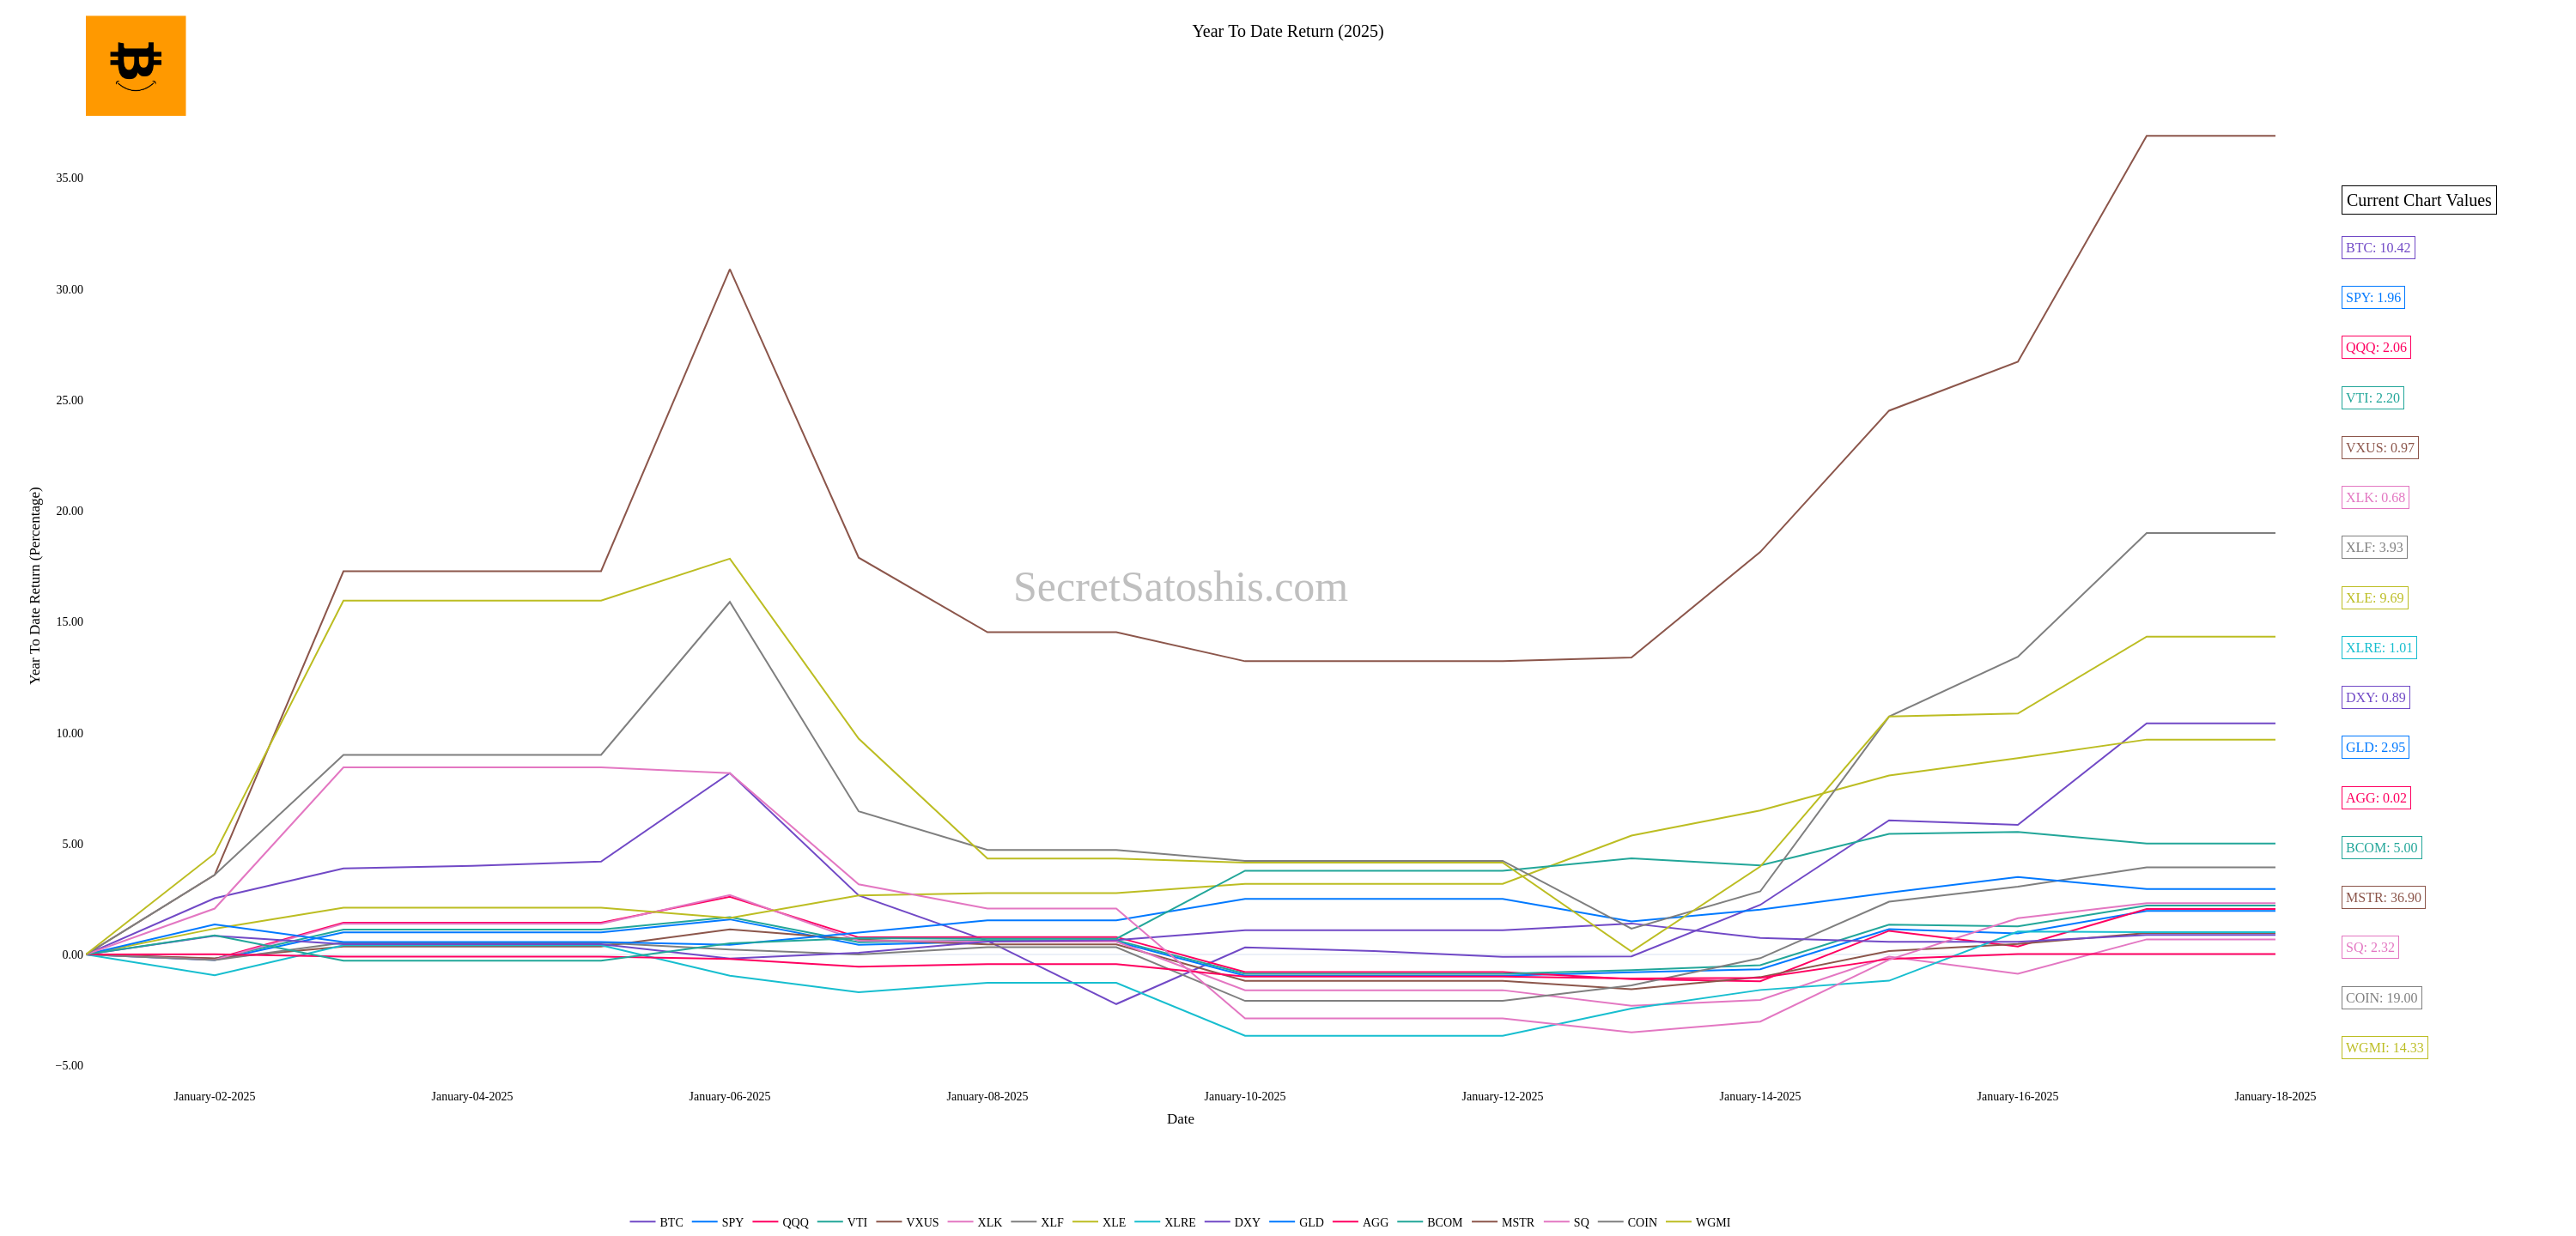 Year To Date Return (2025)
35.00
30.00
25.00
20.00
15.00
10.00
5.00
0.00
−5.00
Year To Date Return (Percentage)
SecretSatoshis.com
Current Chart Values
BTC: 10.42
SPY: 1.96
QQQ: 2.06
VTI: 2.20
VXUS: 0.97
XLK: 0.68
XLF: 3.93
XLE: 9.69
XLRE: 1.01
DXY: 0.89
GLD: 2.95
AGG: 0.02
BCOM: 5.00
MSTR: 36.90
SQ: 2.32
COIN: 19.00
WGMI: 14.33
January-02-2025 January-04-2025 January-06-2025 January-08-2025 January-10-2025 January-12-2025 January-14-2025 January-16-2025 January-18-2025
Date
BTC SPY QQQ VTI VXUS XLK XLF XLE XLRE DXY GLD AGG BCOM MSTR SQ COIN WGMI